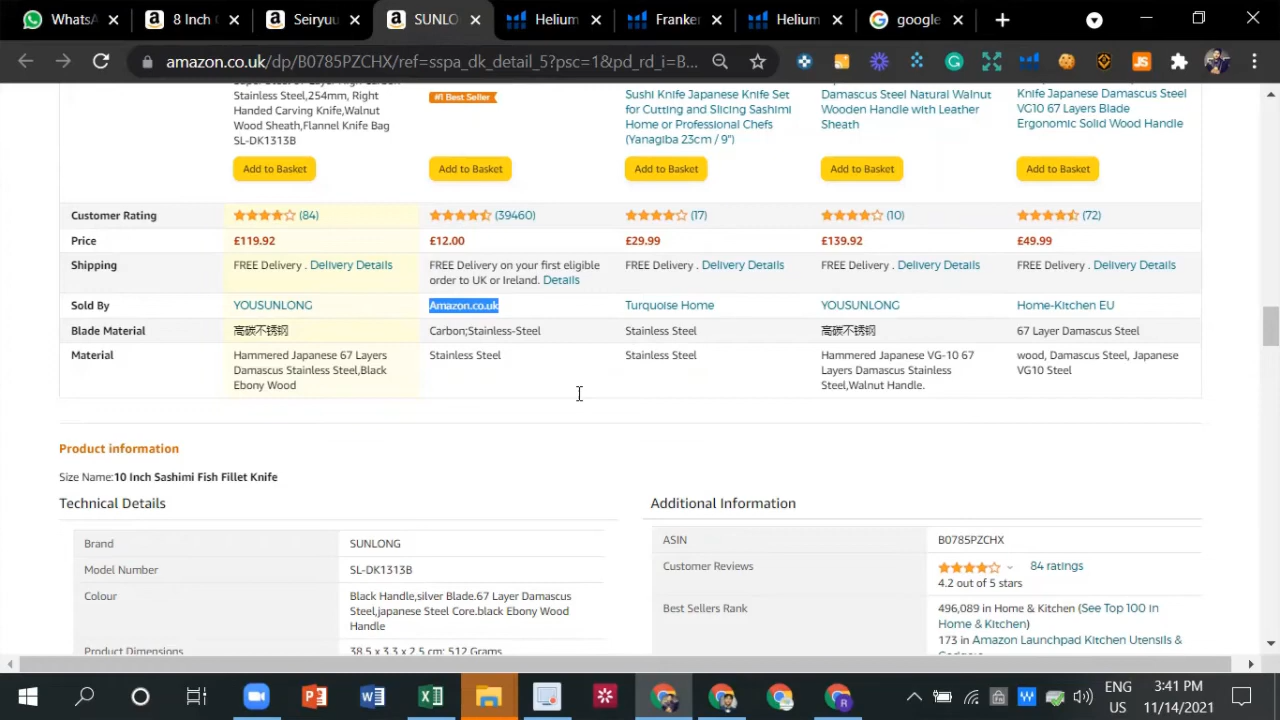 WhatsA
8 Inch
Seiryuu
SUNLO
Helium
Franker
Helium
google
amazon.co.uk/dp/B0785PZCHX/ref=sspa_dk_detail_5?psc=1&pd_rd_i=B...
Stainless Steel,254mm, Right
Handed Carving Knife,Walnut
Wood Sheath,Flannel Knife Bag
SL-DK1313B
#1 Best Seller
Sushi Knife Japanese Knife Set
for Cutting and Slicing Sashimi
Home or Professional Chefs
(Yanagiba 23cm / 9")
Damascus Steel Natural Walnut
Wooden Handle with Leather
Sheath
Knife Japanese Damascus Steel
VG10 67 Layers Blade
Ergonomic Solid Wood Handle
Add to Basket Add to Basket Add to Basket Add to Basket Add to Basket
Customer Rating (84) (39460) (17) (10) (72)
Price £119.92 £12.00 £29.99 £139.92 £49.99
Shipping FREE Delivery . Delivery Details FREE Delivery on your first eligible FREE Delivery . Delivery Details FREE Delivery . Delivery Details FREE Delivery . Delivery Details
order to UK or Ireland. Details
Sold By YOUSUNLONG Amazon.co.uk Turquoise Home YOUSUNLONG Home-Kitchen EU
Blade Material 高碳不锈钢 Carbon;Stainless-Steel Stainless Steel 高碳不锈钢 67 Layer Damascus Steel
Material Hammered Japanese 67 Layers Stainless Steel Stainless Steel Hammered Japanese VG-10 67 wood, Damascus Steel, Japanese
Damascus Stainless Steel,Black Layers Damascus Stainless VG10 Steel
Ebony Wood Steel,Walnut Handle.
Product information
Size Name:10 Inch Sashimi Fish Fillet Knife
Technical Details
Brand SUNLONG
Model Number SL-DK1313B
Colour Black Handle,silver Blade.67 Layer Damascus
Steel,japanese Steel Core.black Ebony Wood
Handle
Product Dimensions 38.5 x 3.3 x 2.5 cm; 512 Grams
Additional Information
ASIN B0785PZCHX
Customer Reviews 84 ratings
4.2 out of 5 stars
Best Sellers Rank 496,089 in Home & Kitchen (See Top 100 in
Home & Kitchen)
173 in Amazon Launchpad Kitchen Utensils &
ENG
US
3:41 PM
11/14/2021